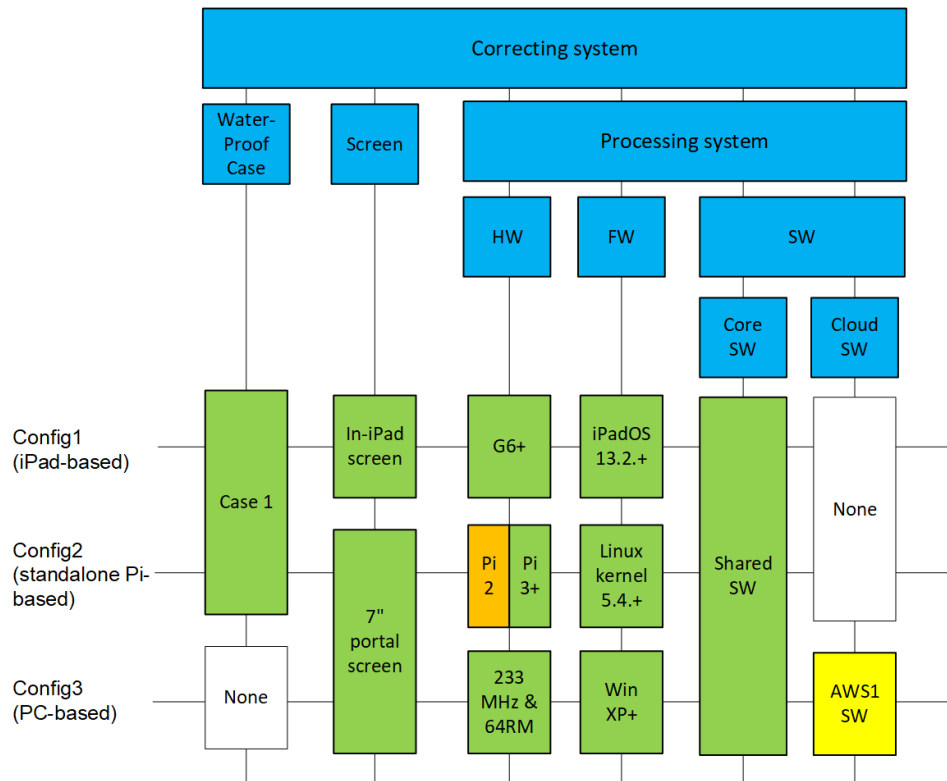 Correcting system
Water-
Proof
Case
Screen
Processing system
HW
FW
SW
Core
SW
Cloud
SW
Config1
(iPad-based)
Case 1
In-iPad
screen
G6+
iPadOS
13.2.+
None
Config2
(standalone Pi-
based)
7"
portal
screen
Pi
2
Pi
3+
Linux
kernel
5.4.+
Shared
SW
Config3
(PC-based)
None
233
MHz &
64RM
Win
XP+
AWS1
SW